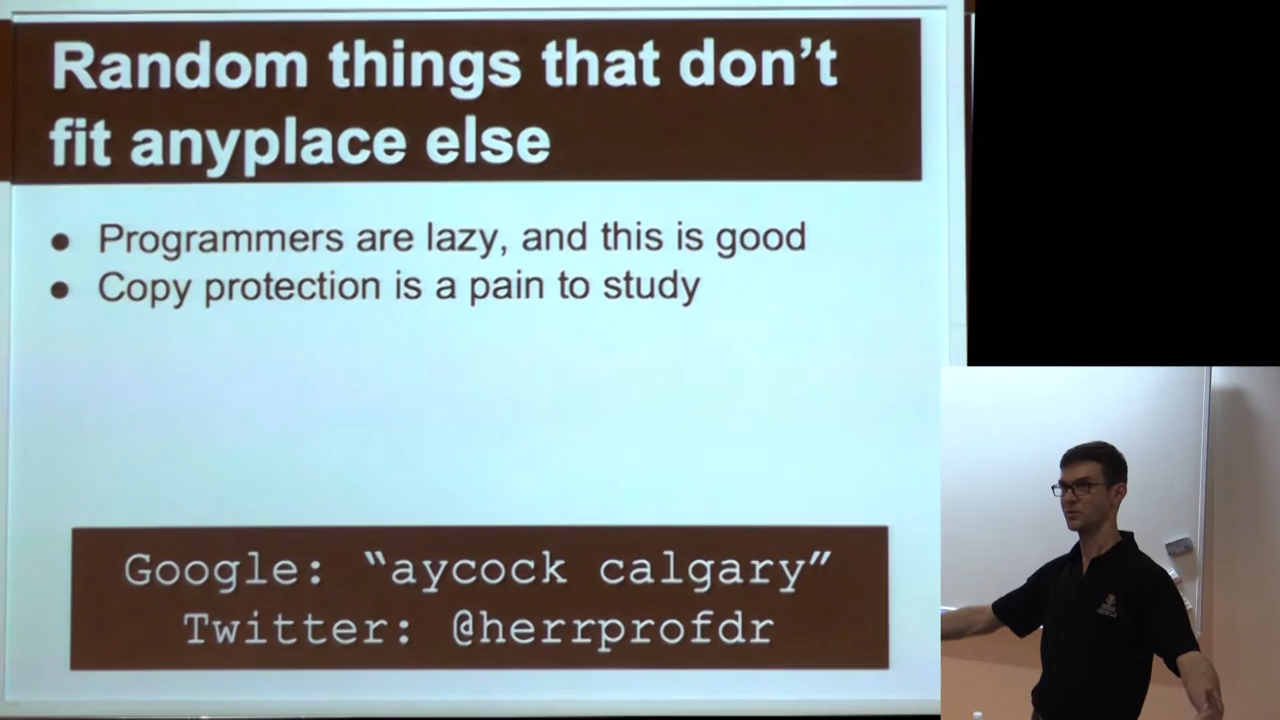 Random things that don't
fit anyplace else
● Programmers are lazy, and this is good
● Copy protection is a pain to study
Google: “aycock calgary”
Twitter: @herrprofdr